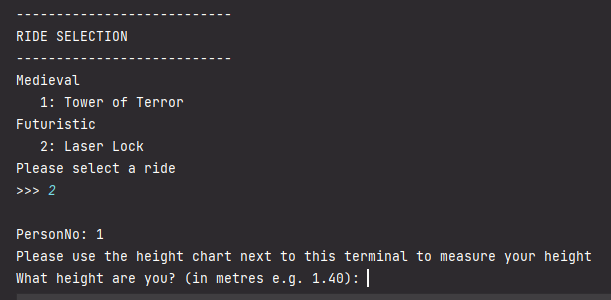 ---------------------------
RIDE SELECTION
---------------------------
Medieval
   1: Tower of Terror
Futuristic
   2: Laser Lock
Please select a ride
>>> 2
PersonNo: 1
Please use the height chart next to this terminal to measure your height
What height are you? (in metres e.g. 1.40):